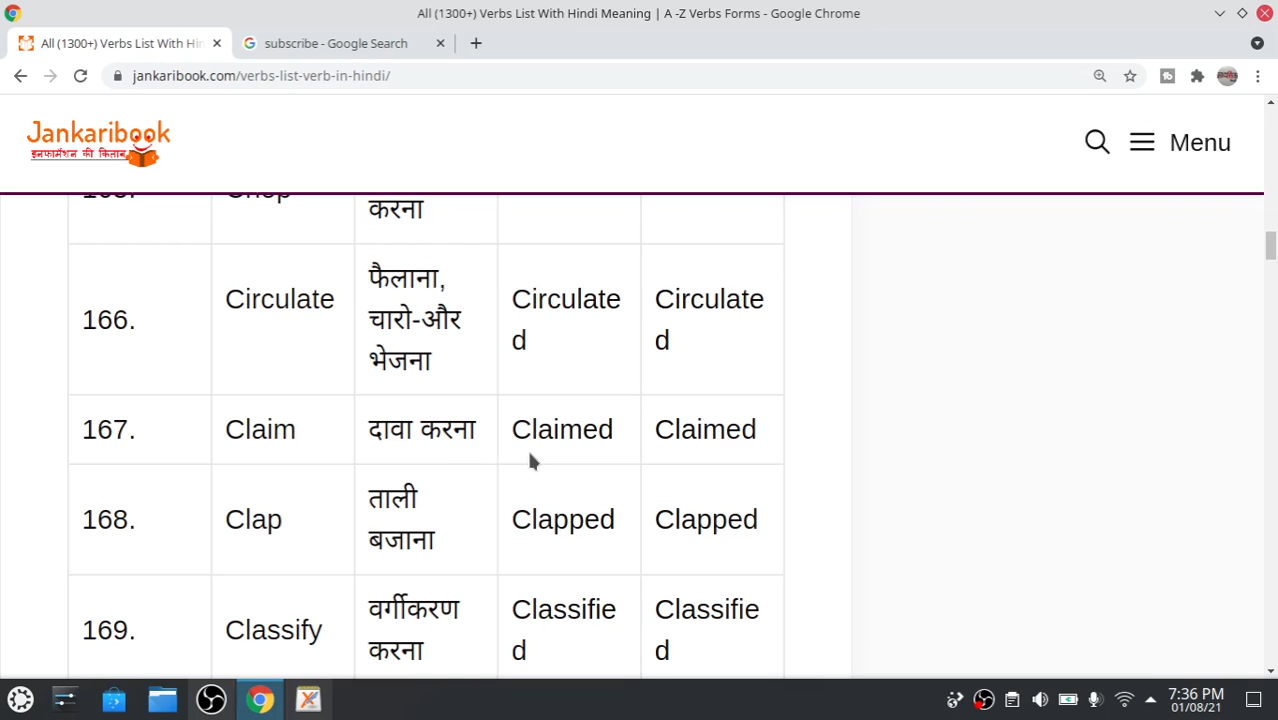 All (1300+) Verbs List With Hindi Meaning | A -Z Verbs Forms - Google Chrome
All (1300+) Verbs List With Hin
subscribe - Google Search
jankaribook.com/verbs-list-verb-in-hindi/
Jankaribook
इनफार्मेशन की किताब
Menu
करना
166. Circulate फैलाना, चारो-और भेजना Circulate d Circulate d
167. Claim दावा करना Claimed Claimed
168. Clap ताली बजाना Clapped Clapped
169. Classify वर्गीकरण करना Classifie d Classifie d
7:36 PM
01/08/21